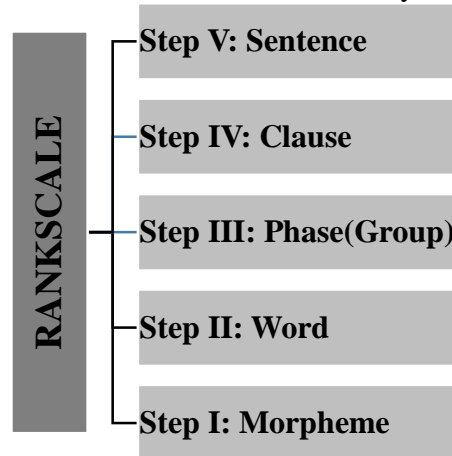 Step V: Sentence
Step IV: Clause
RANKSCALE
Step III: Phase(Group)
Step II: Word
Step I: Morpheme